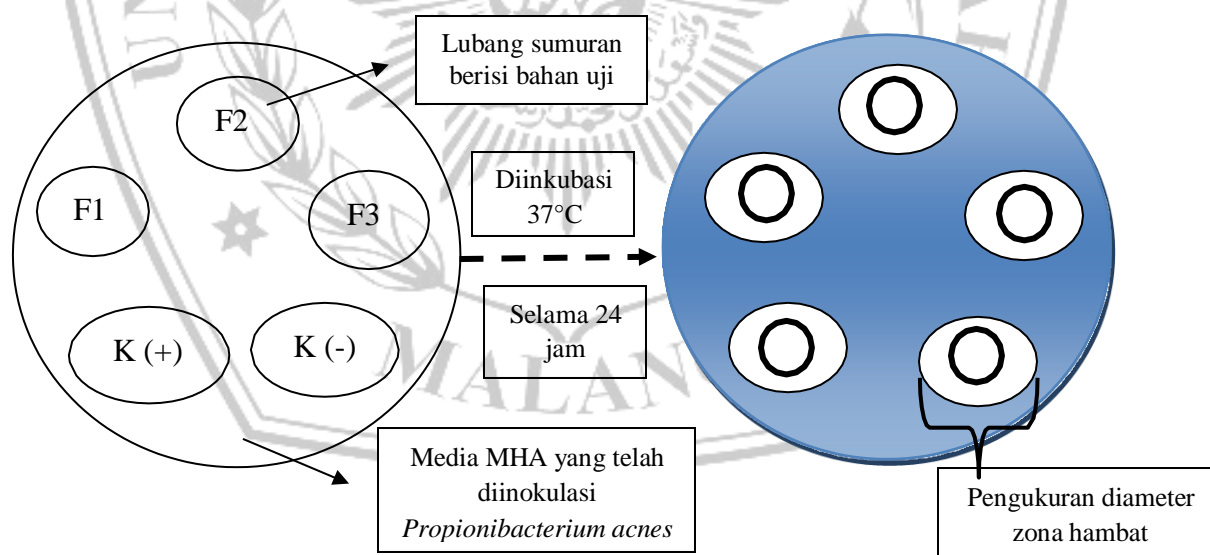 Lubang sumuran
berisi bahan uji
F2
F1
F3
K (+)
K (-)
Diinkubasi
37°C
Selama 24
jam
Media MHA yang telah
diinokulasi
Propionibacterium acnes
Pengukuran diameter
zona hambat
MALAN